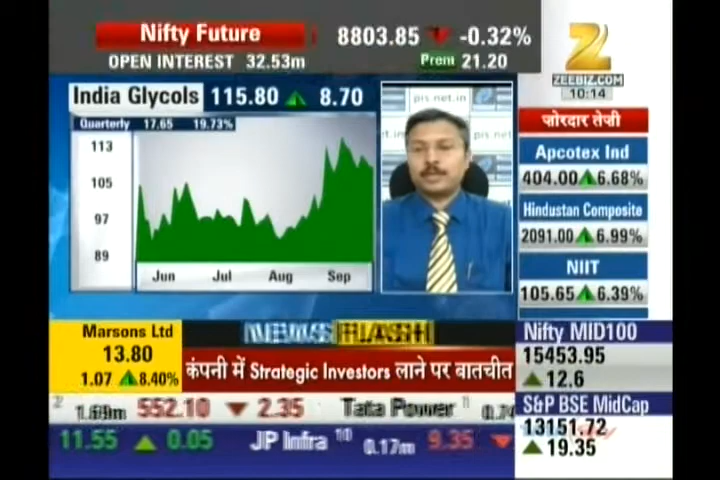 Nifty Future 8803.85 -0.32%
OPEN INTEREST 32.53m Prem 21.20
ZEEBIZ.COM
10:14
India Glycols 115.80 8.70
Quarterly 17.65 19.73%
113
105
97
89
Jun Jul Aug Sep
pis.net.in
ज़ोरदार तेज़ी
Apcotex Ind
404.00 6.68%
Hindustan Composite
2091.00 6.99%
NIIT
105.65 6.39%
Marsons Ltd
13.80
1.07 8.40%
NEWS FLASH
कंपनी में Strategic Investors लाने पर बातचीत
Nifty MID100
15453.95
12.6
S&P BSE MidCap
13151.72
19.35
2 1.69m 552.10 2.35 Tata Power 1
11.55 0.05 JP Infra 10 0.17m 9.35